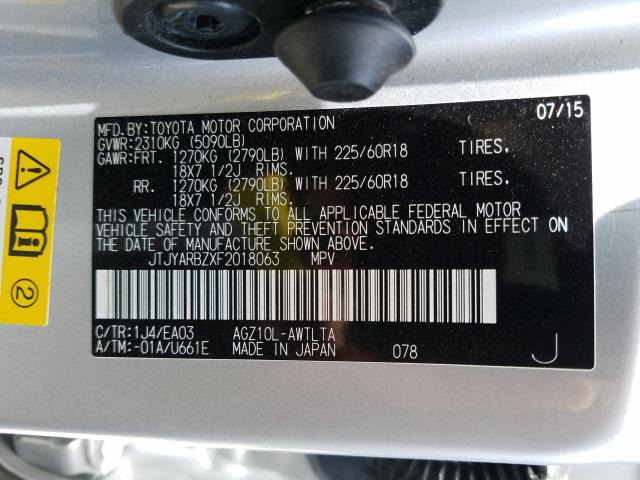 MFD.BY:TOYOTA MOTOR CORPORATION 07/15
GVWR:2310KG (5090LB)
GAWR:FRT. 1270KG (2790LB) WITH 225/60R18 TIRES,
18X7 1/2J RIMS.
RR. 1270KG (2790LB) WITH 225/60R18 TIRES,
18X7 1/2J RIMS.
THIS VEHICLE CONFORMS TO ALL APPLICABLE FEDERAL MOTOR
VEHICLE SAFETY AND THEFT PREVENTION STANDARDS IN EFFECT ON
THE DATE OF MANUFACTURE SHOWN ABOVE.
JTJYARBZXF2018063 MPV
C/TR:1J4/EA03 AGZ10L-AWTLTA
A/TM:-01A/U661E MADE IN JAPAN 078 J
2